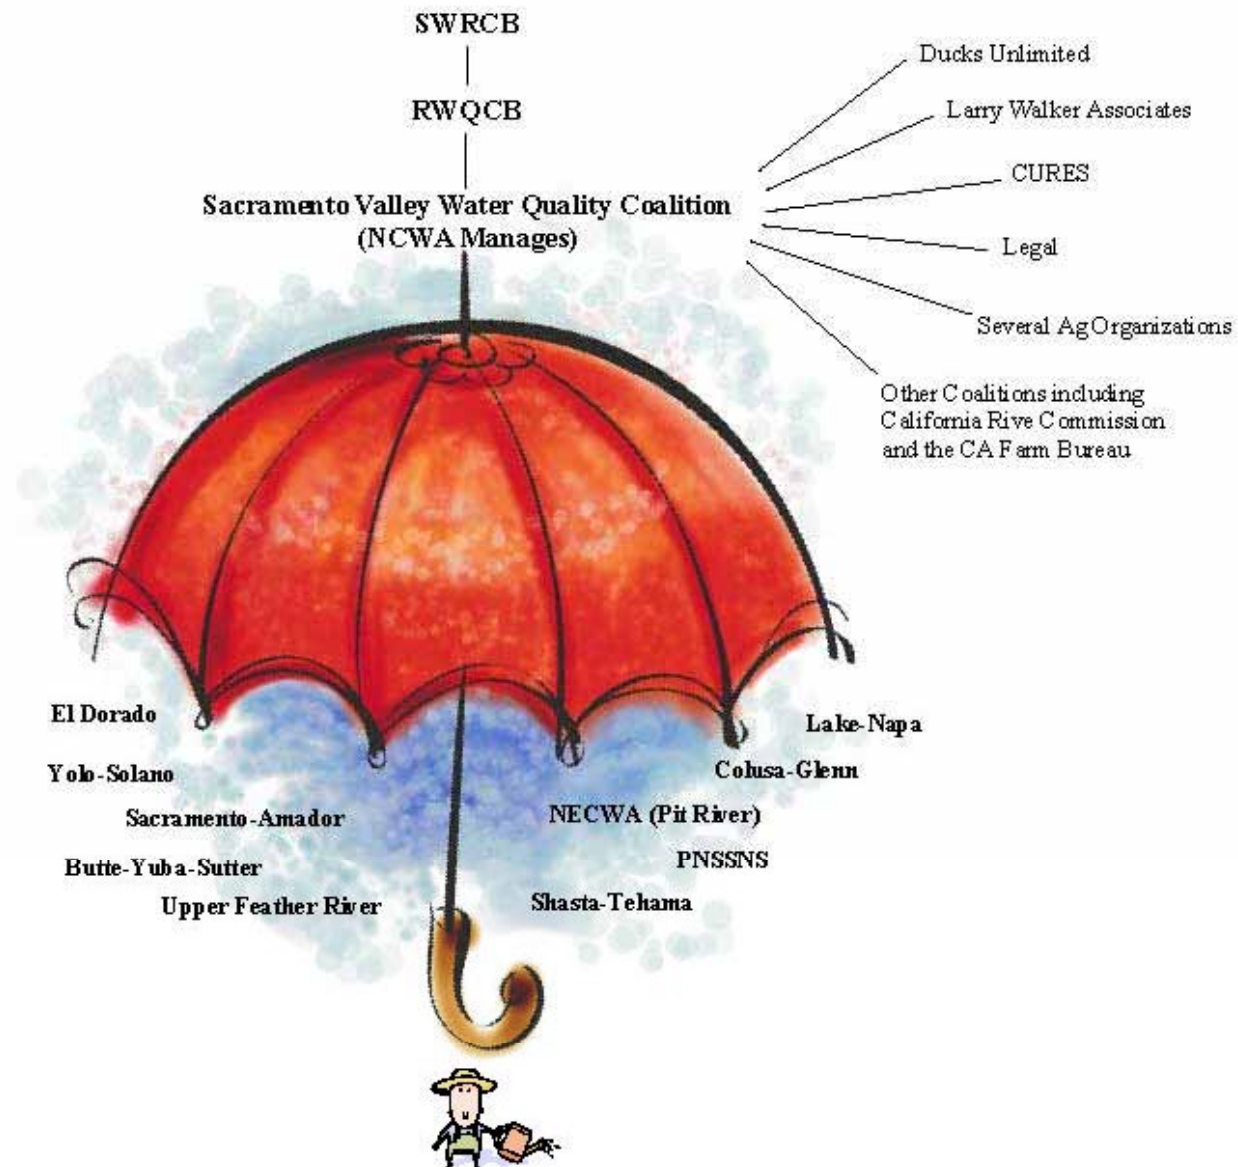 SWRCB
RWQCB
Sacramento Valley Water Quality Coalition
(NCWA Manages)
Ducks Unlimited
Larry Walker Associates
CURES
Legal
Several Ag Organizations
Other Coalitions including
California Rive Commission
and the CA Farm Bureau
El Dorado
Yolo-Solano
Sacramento-Amador
Butte-Yuba-Sutter
Upper Feather River
Lake-Napa
Colusa-Glenn
NECWA (Pit River)
PNSSNS
Shasta-Tehama